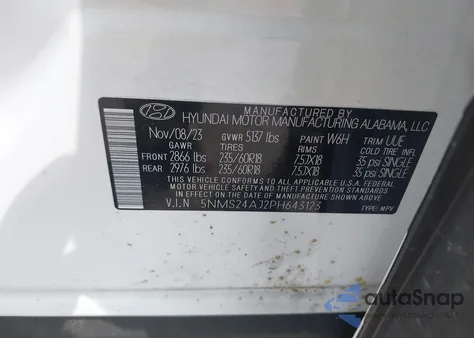 MANUFACTURED BY
HYUNDAI MOTOR MANUFACTURING ALABAMA, LLC
Nov/08/23 GVWR 5137 lbs PAINT W6H TRIM UUE
GAWR TIRES RIMS COLD TIRE INFL
FRONT 2866 lbs 235/60R18 7.5JX18 35 psi SINGLE
REAR 2976 lbs 235/60R18 7.5JX18 35 psi SINGLE
THIS VEHICLE CONFORMS TO ALL APPLICABLE U.S.A. FEDERAL
MOTOR VEHICLE SAFETY AND THEFT PREVENTION STANDARDS IN
EFFECT ON THE DATE OF MANUFACTURE SHOWN ABOVE.
V.I.N 5NMS24AJ2PH643123 TYPE: MPV
autoSnap